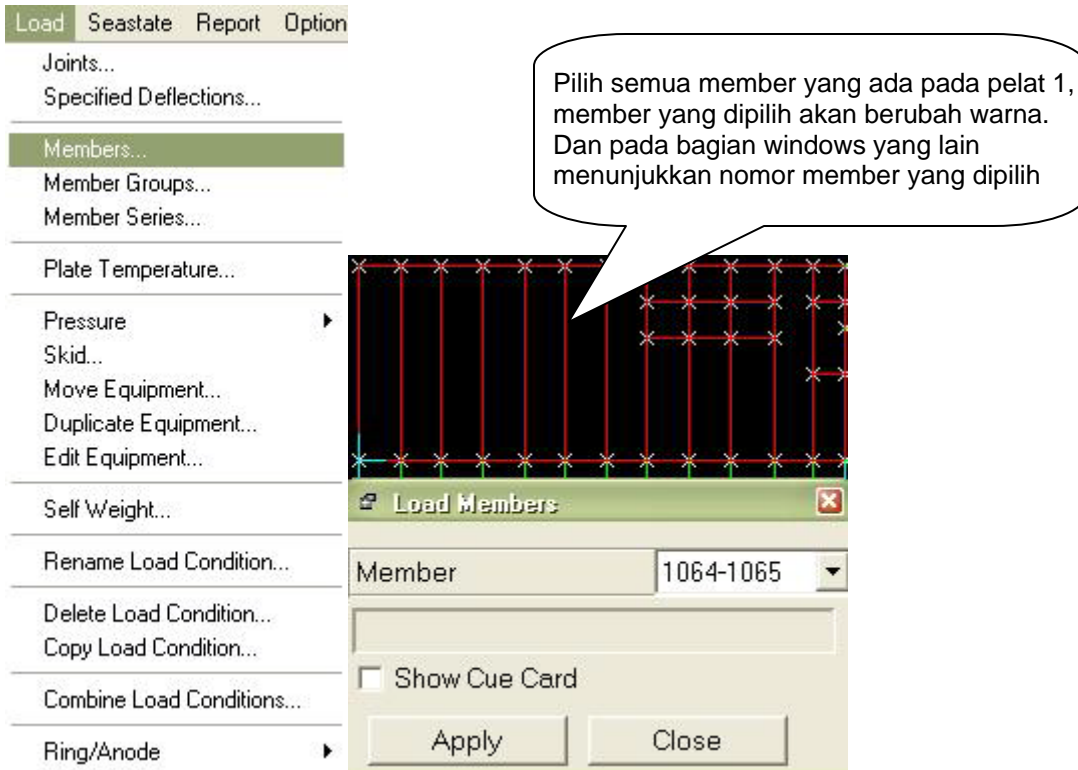 Load Seastate Report Option
Joints...
Specified Deflections...
Members...
Member Groups...
Member Series...
Plate Temperature...
Pressure
Skid...
Move Equipment...
Duplicate Equipment...
Edit Equipment...
Self Weight...
Rename Load Condition...
Delete Load Condition...
Copy Load Condition...
Combine Load Conditions...
Ring/Anode
Pilih semua member yang ada pada pelat 1,
member yang dipilih akan berubah warna.
Dan pada bagian windows yang lain
menunjukkan nomor member yang dipilih
Load Members
Member 1064-1065
Show Cue Card
Apply Close